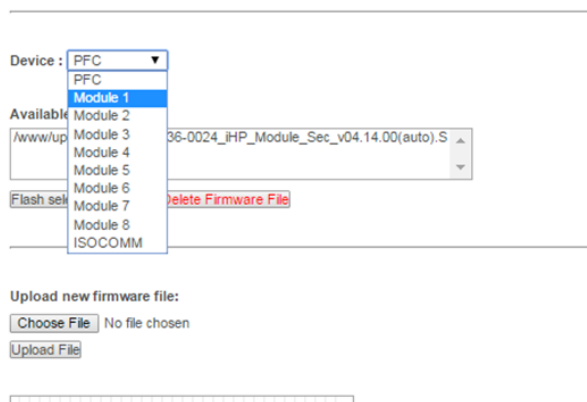 Device : PFC
PFC
Module 1
Available
Module 2
/www/up 36-0024_iHP_Module_Sec_v04.14.00(auto).S
Module 3
Module 4
Module 5
Module 6
Flash sel Delete Firmware File
Module 7
Module 8
ISOCOMM
Upload new firmware file:
Choose File No file chosen
Upload File